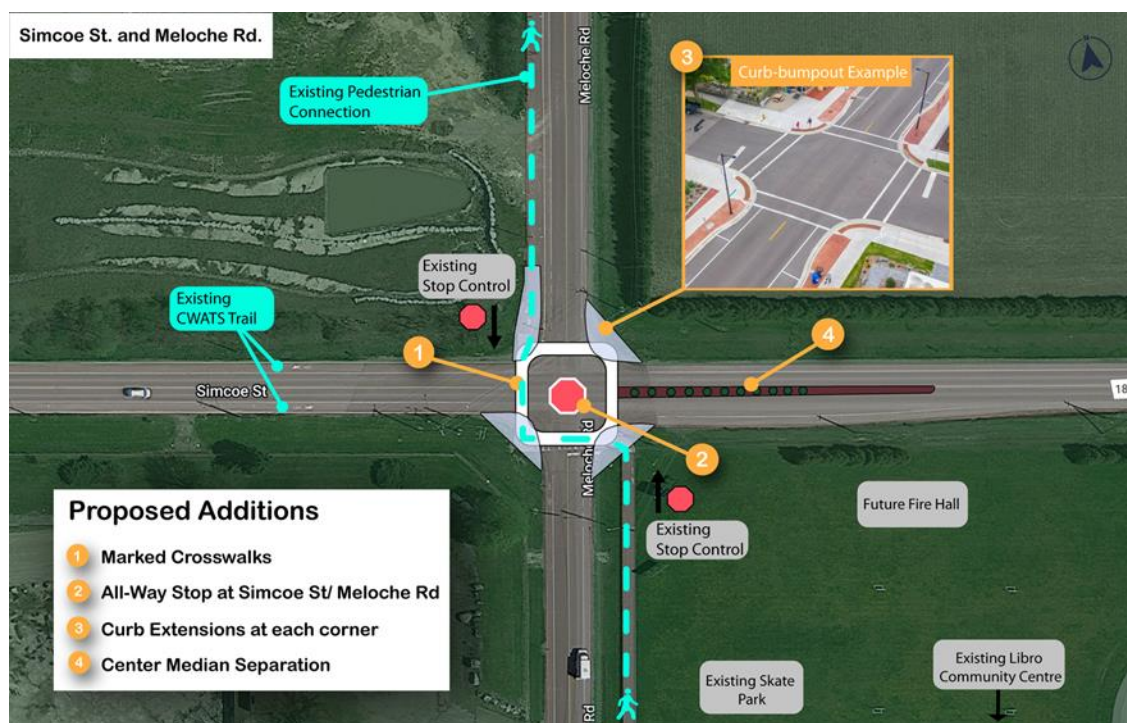 Simcoe St. and Meloche Rd.
Meloche Rd
N
3
Curb-bumpout Example
Existing Pedestrian
Connection
Existing
Stop Control
Existing
CWATS Trail
1
4
Simcoe St
18
Meloche Rd
2
Proposed Additions
1 Marked Crosswalks
2 All-Way Stop at Simcoe St/ Meloche Rd
3 Curb Extensions at each corner
4 Center Median Separation
Future Fire Hall
Existing
Stop Control
Existing Skate
Park
Existing Libro
Community Centre
Rd